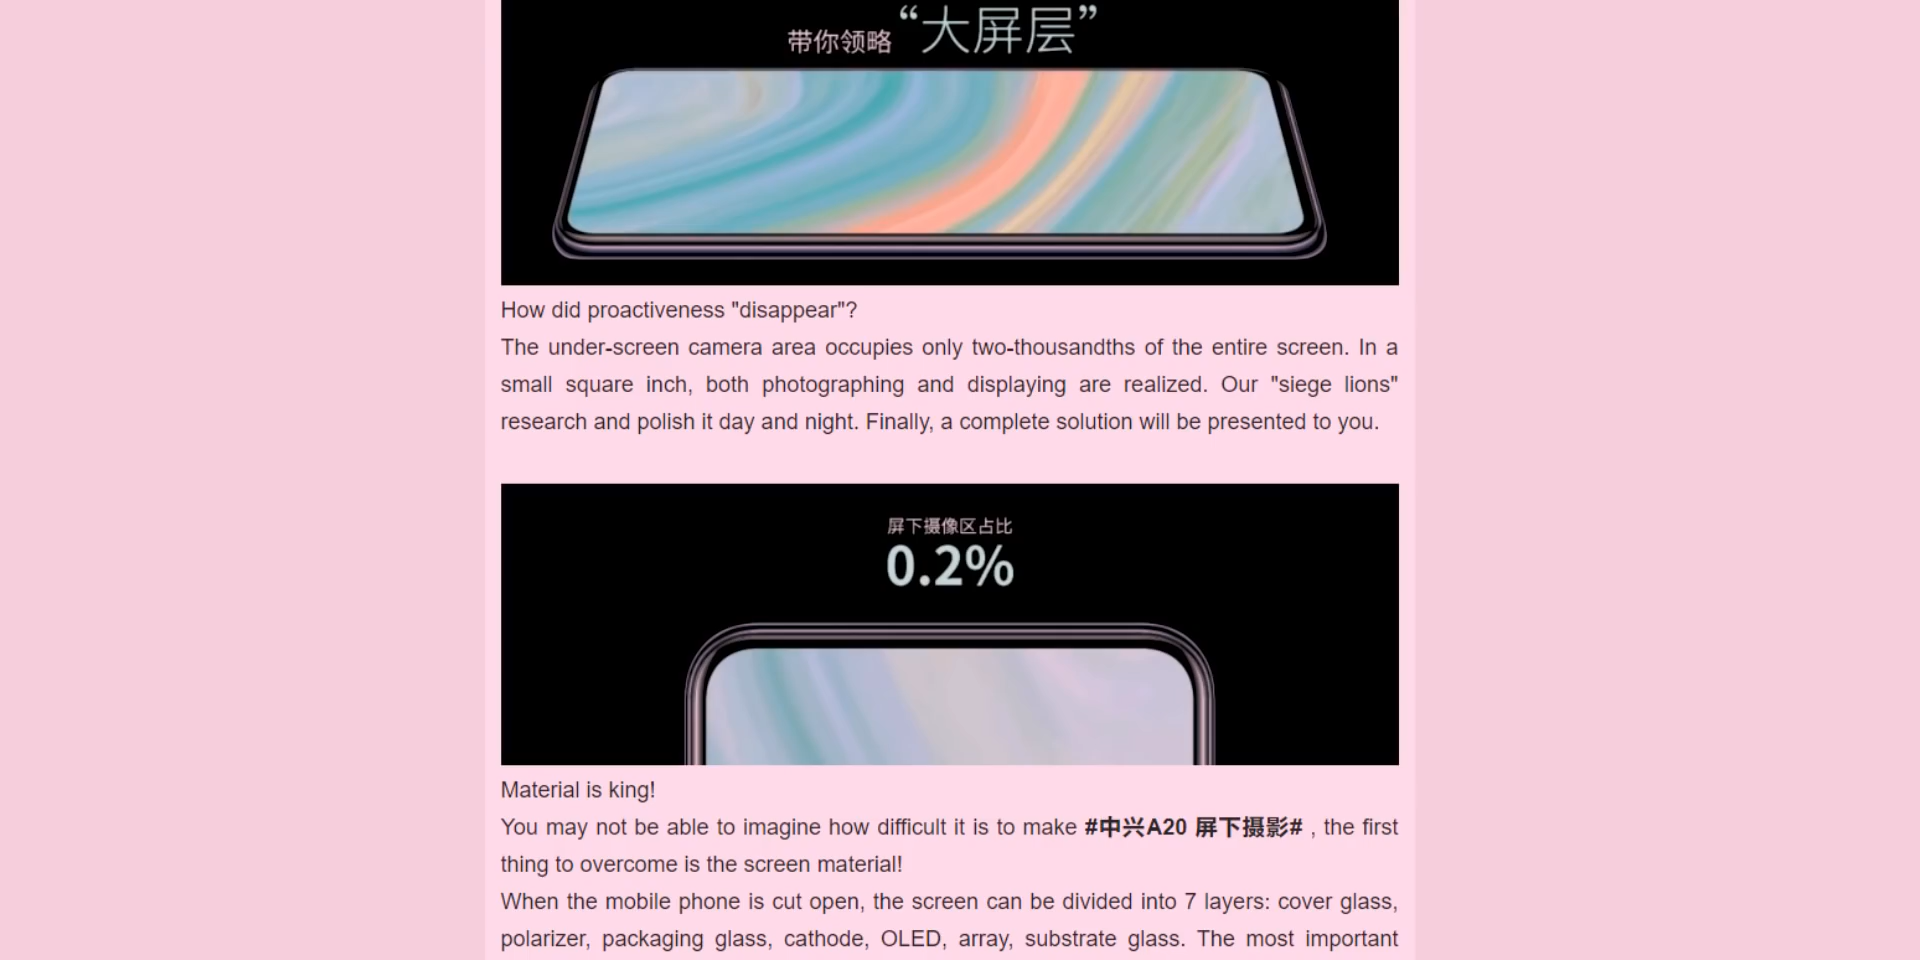 带你领略“大屏层”
How did proactiveness "disappear"?
The under-screen camera area occupies only two-thousandths of the entire screen. In a
small square inch, both photographing and displaying are realized. Our "siege lions"
research and polish it day and night. Finally, a complete solution will be presented to you.
屏下摄像区占比
0.2%
Material is king!
You may not be able to imagine how difficult it is to make #中兴A20 屏下摄影# , the first
thing to overcome is the screen material!
When the mobile phone is cut open, the screen can be divided into 7 layers: cover glass,
polarizer, packaging glass, cathode, OLED, array, substrate glass. The most important